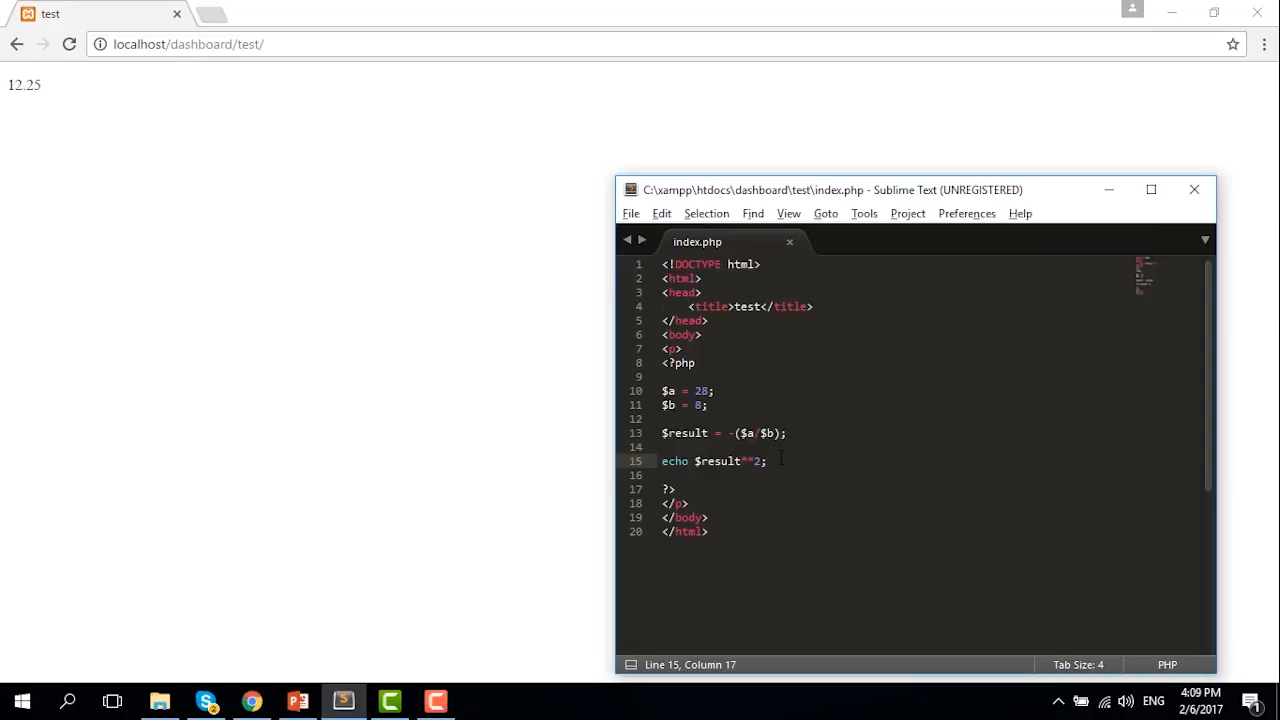 test
localhost/dashboard/test/
12.25
C:\xampp\htdocs\dashboard\test\index.php - Sublime Text (UNREGISTERED)
File Edit Selection Find View Goto Tools Project Preferences Help
index.php
1 <!DOCTYPE html>
2 <html>
3 <head>
4 <title>test</title>
5 </head>
6 <body>
7 <p>
8 <?php
9
10 $a = 28;
11 $b = 8;
12
13 $result = -($a/$b);
14
15 echo $result**2;
16
17 ?>
18 </p>
19 </body>
20 </html>
Line 15, Column 17 Tab Size: 4 PHP
ENG 4:09 PM
2/6/2017